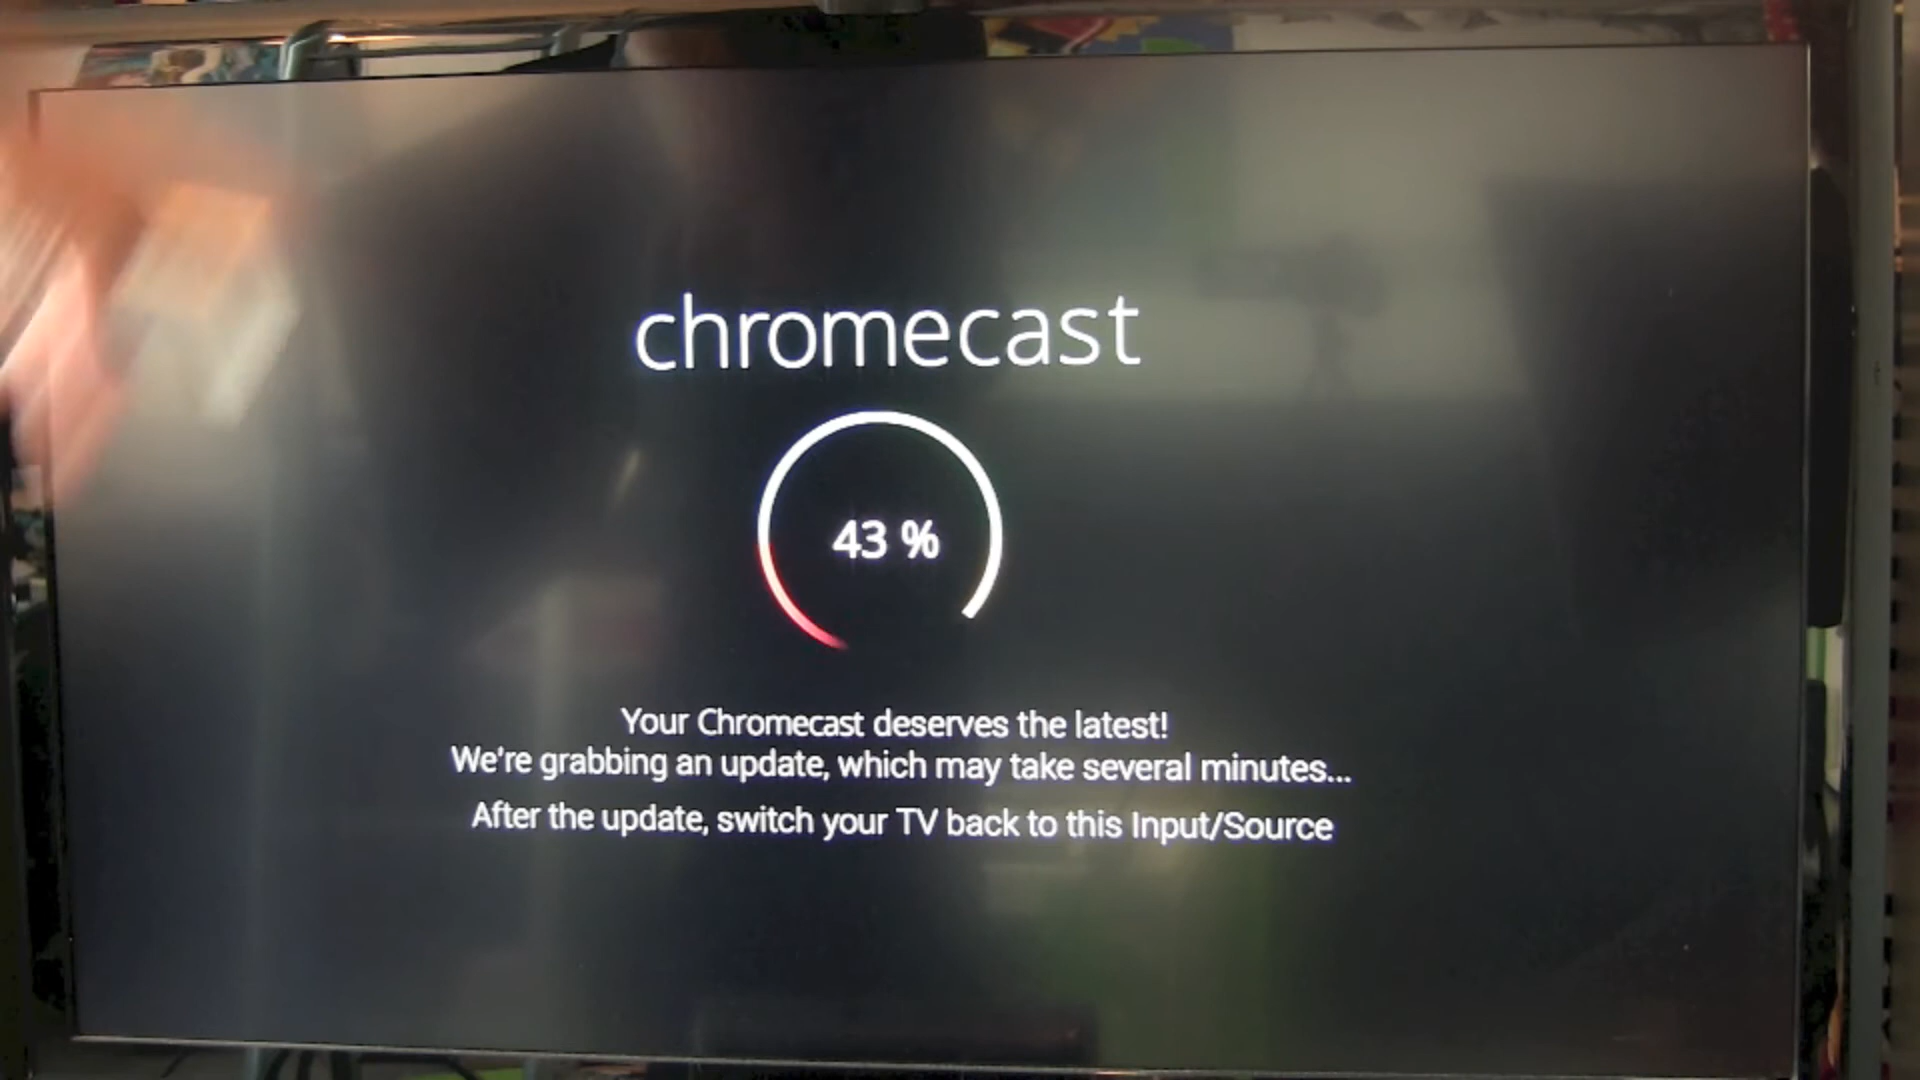 chromecast
43 %
Your Chromecast deserves the latest!
We're grabbing an update, which may take several minutes...
After the update, switch your TV back to this Input/Source